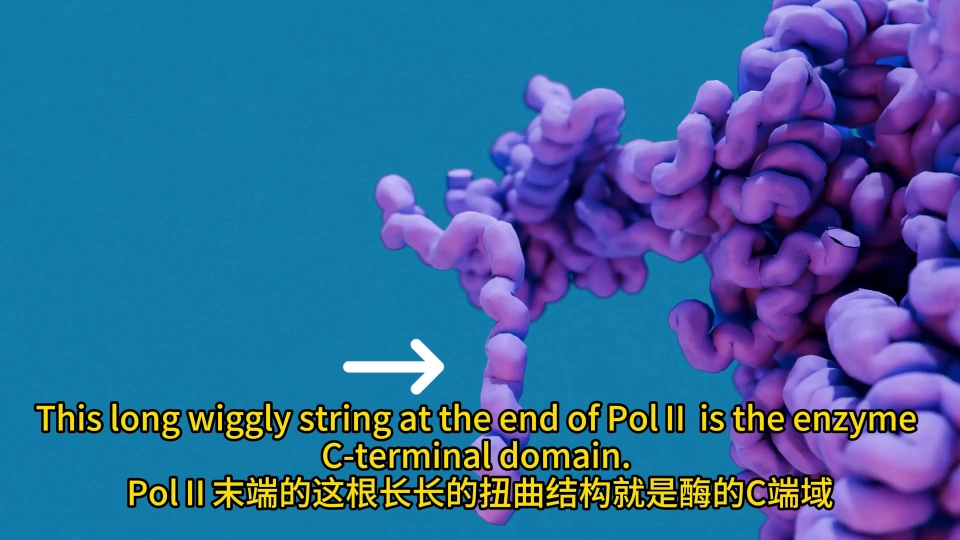 This long wiggly string at the end of Pol II is the enzyme
C-terminal domain.
Pol II 末端的这根长长的扭曲结构就是酶的C端域